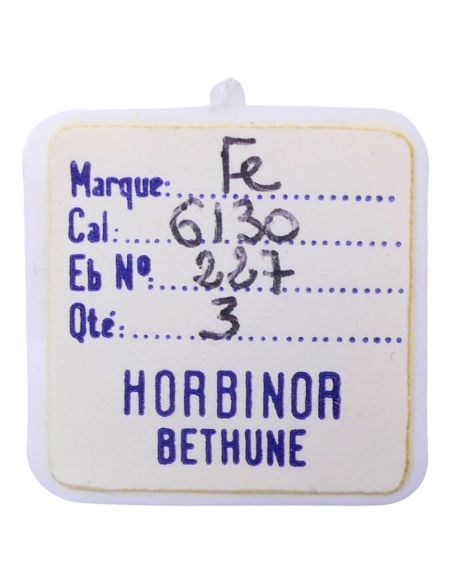 Marque: Fe
Cal: 6130
Eb Nº: 227
Qté: 3
HORBINOR
BETHUNE